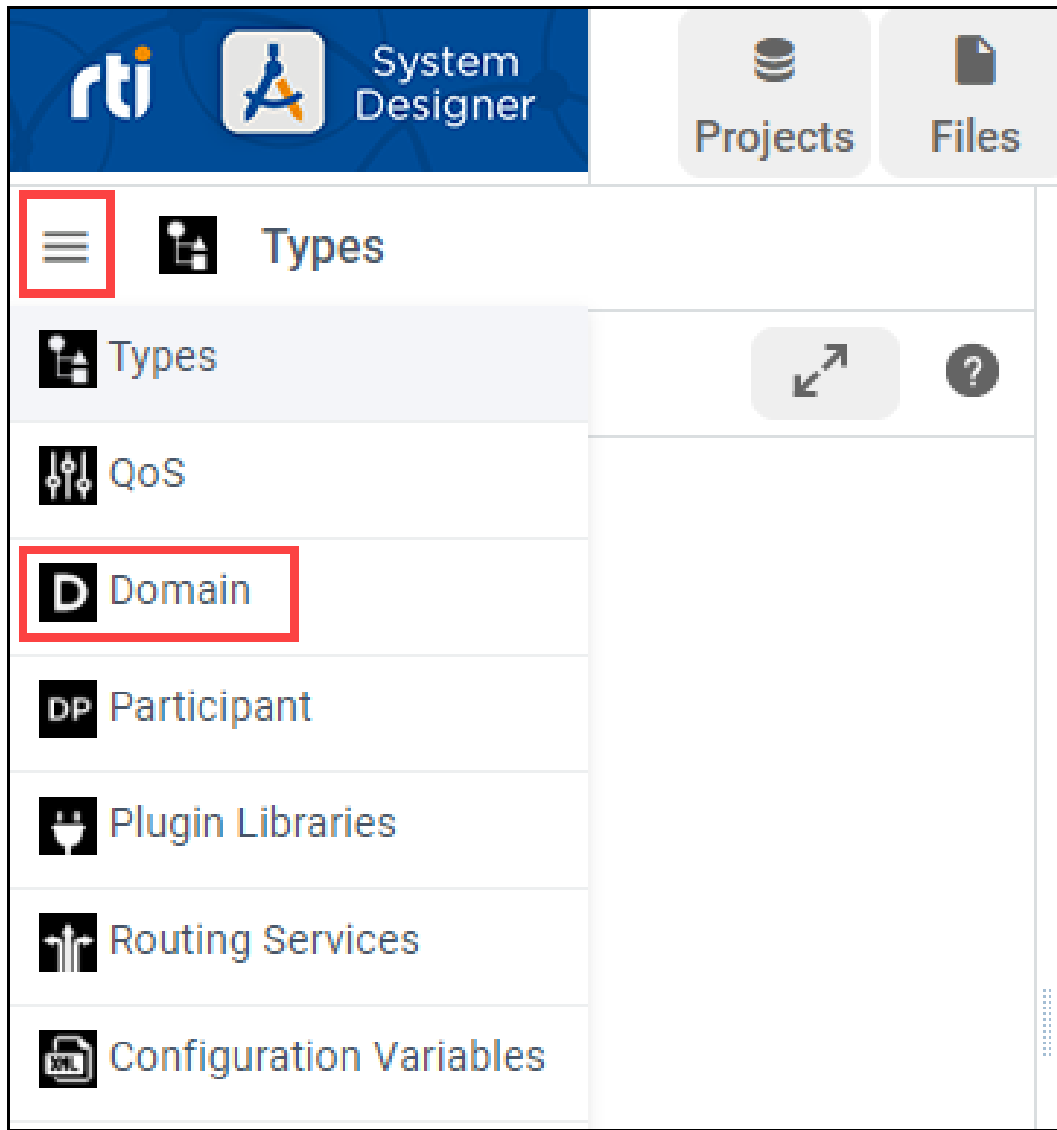 rti
System
Designer
Projects
Files
Types
Types
QoS
D Domain
DP Participant
Plugin Libraries
Routing Services
XML Configuration Variables